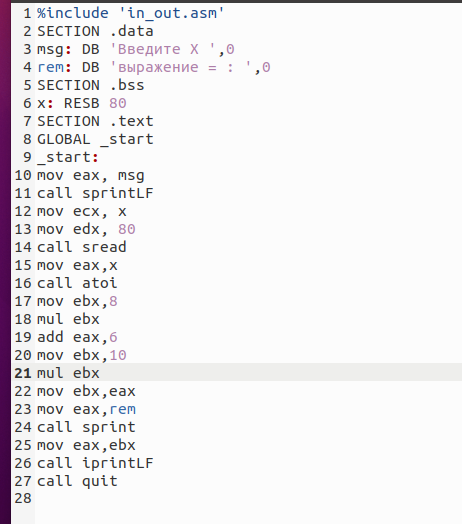 1 %include 'in_out.asm'
2 SECTION .data
3 msg: DB 'Введите X ',0
4 rem: DB 'выражение = : ',0
5 SECTION .bss
6 x: RESB 80
7 SECTION .text
8 GLOBAL _start
9 _start:
10 mov eax, msg
11 call sprintLF
12 mov ecx, x
13 mov edx, 80
14 call sread
15 mov eax,x
16 call atoi
17 mov ebx,8
18 mul ebx
19 add eax,6
20 mov ebx,10
21 mul ebx
22 mov ebx,eax
23 mov eax,rem
24 call sprint
25 mov eax,ebx
26 call iprintLF
27 call quit
28